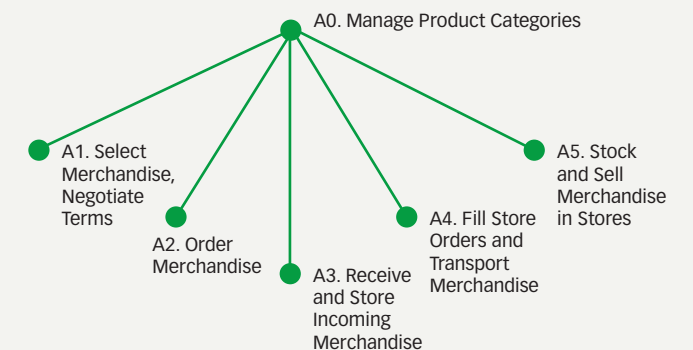 A0. Manage Product Categories
A1. Select
Merchandise,
Negotiate
Terms
A2. Order
Merchandise
A3. Receive
and Store
Incoming
Merchandise
A4. Fill Store
Orders and
Transport
Merchandise
A5. Stock
and Sell
Merchandise
in Stores